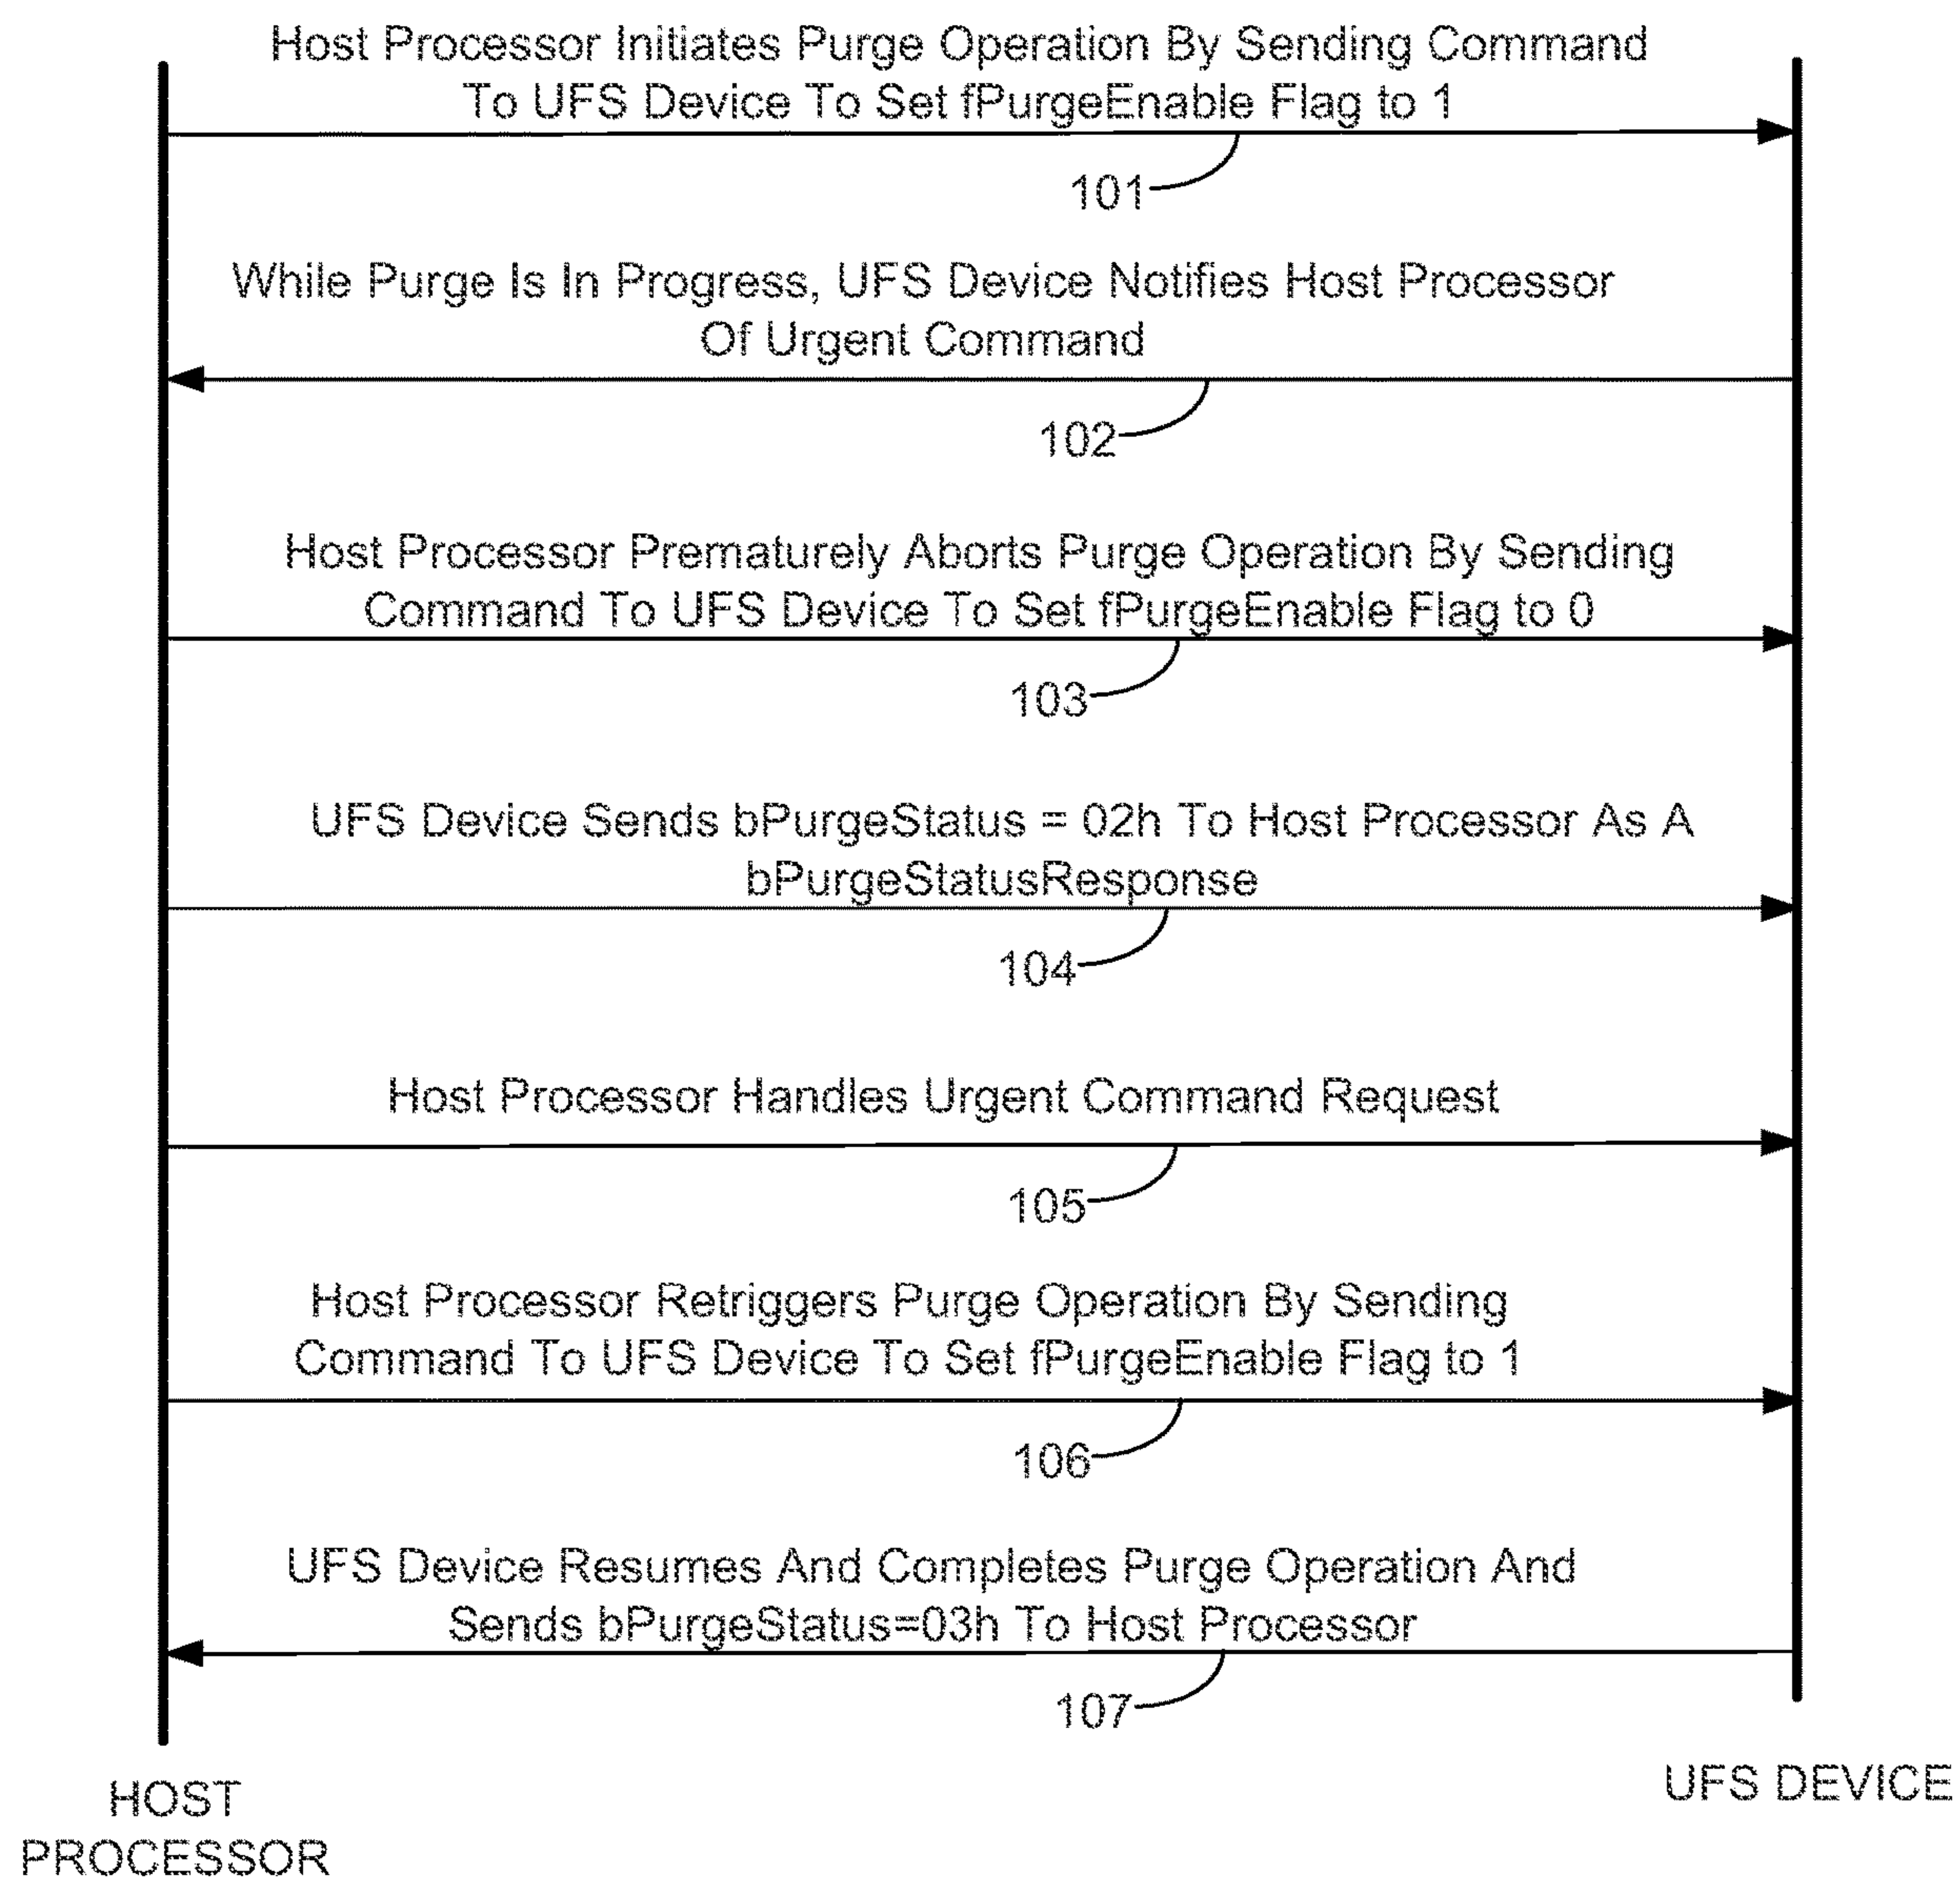 Host Processor Initiates Purge Operation By Sending Command
To UFS Device To Set fPurgeEnable Flag to 1
101
While Purge Is In Progress, UFS Device Notifies Host Processor
Of Urgent Command
102
Host Processor Prematurely Aborts Purge Operation By Sending
Command To UFS Device To Set fPurgeEnable Flag to 0
103
UFS Device Sends bPurgeStatus = 02h To Host Processor As A
bPurgeStatusResponse
104
Host Processor Handles Urgent Command Request
105
Host Processor Retriggers Purge Operation By Sending
Command To UFS Device To Set fPurgeEnable Flag to 1
106
UFS Device Resumes And Completes Purge Operation And
Sends bPurgeStatus=03h To Host Processor
107
HOST
PROCESSOR
UFS DEVICE